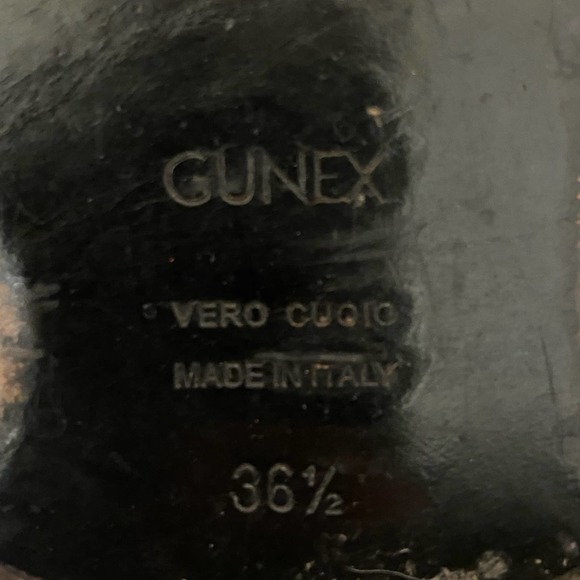 GUNEX
VERO CUOIO
MADE IN ITALY
36½